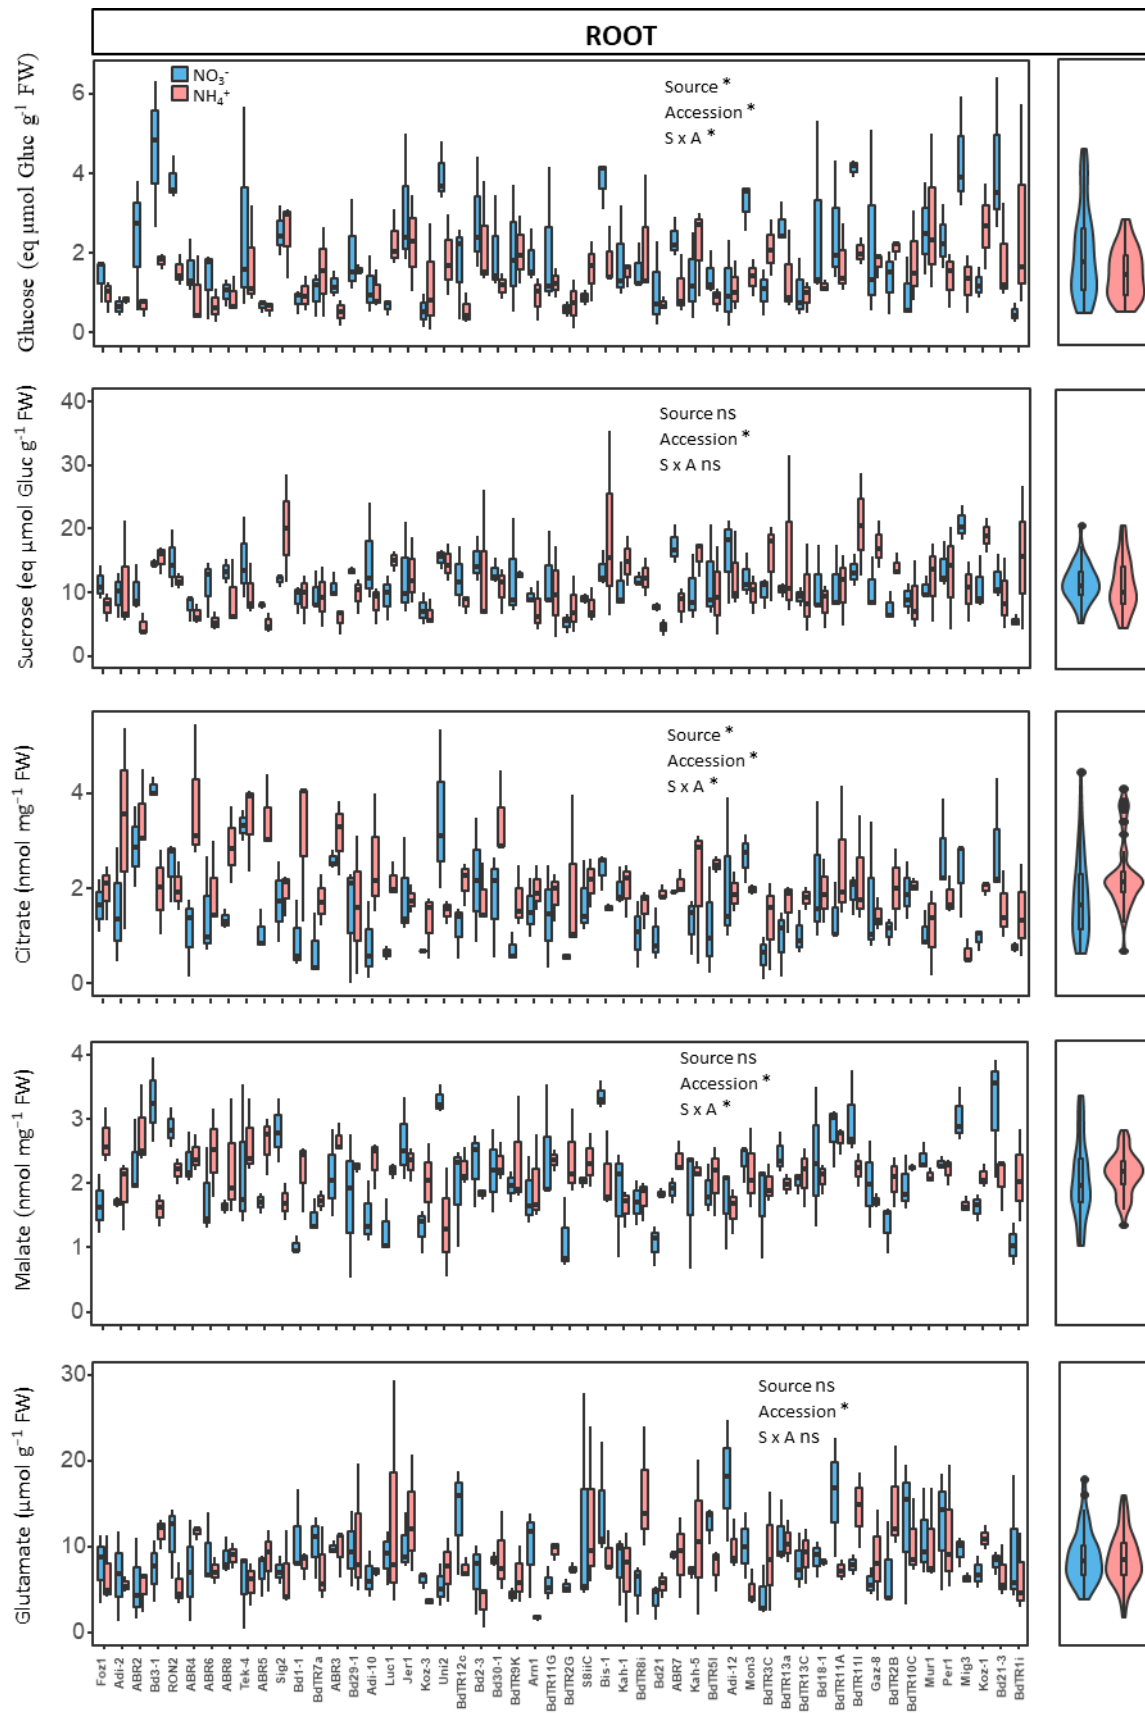 ROOT
Glucose (eq µmol Gluc g⁻¹ FW)
NO₃⁻
NH₄⁺
Source *
Accession *
S x A *
6
4
2
0
Sucrose (eq µmol Gluc g⁻¹ FW)
Source ns
Accession *
S x A ns
40
30
20
10
0
Citrate (nmol mg⁻¹ FW)
Source *
Accession *
S x A *
4
2
0
Malate (nmol mg⁻¹ FW)
Source ns
Accession *
S x A *
4
3
2
1
0
Glutamate (µmol g⁻¹ FW)
Source ns
Accession *
S x A ns
30
20
10
0
Foz1
Adi-2
ABR2
Bd3-1
RON2
ABR4
ABR6
ABR8
Tek-4
ABR5
Sig2
Bd1-1
BdTR7a
ABR3
Bd29-1
Adi-10
Luc1
Jer1
Koz-3
Uni2
BdTR12c
Bd2-3
Bd30-1
BdTR9K
Arn1
BdTR11G
BdTR2G
S8iiC
Bis-1
Kah-1
BdTR8i
Bd21
ABR7
Kah-5
BdTR5I
Adi-12
Mon3
BdTR3C
BdTR13a
BdTR13C
Bd18-1
BdTR11A
BdTR11I
Gaz-8
BdTR2B
BdTR10C
Mur1
Per1
Mig3
Koz-1
Bd21-3
BdTR1i